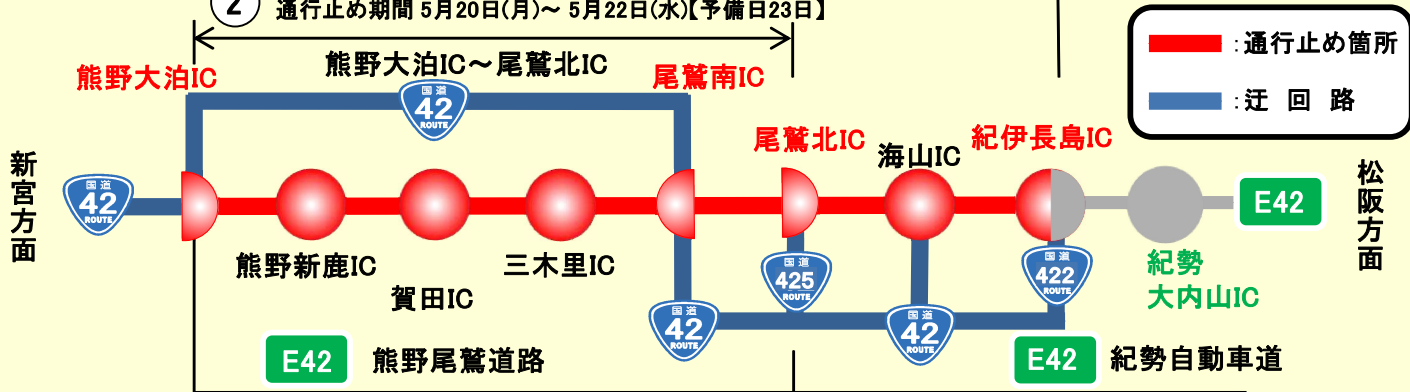 2 通行止め期間 5月20日(月)～ 5月22日(水)【予備日23日】
熊野大泊IC～尾鷲北IC
熊野大泊IC
尾鷲南IC
:通行止め箇所
:迂 回 路
国道
42
ROUTE
尾鷲北IC
海山IC
紀伊長島IC
新宮方面
国道
42
ROUTE
E42
松阪方面
熊野新鹿IC
賀田IC
三木里IC
国道
425
ROUTE
国道
422
ROUTE
紀勢
大内山IC
国道
42
ROUTE
国道
42
ROUTE
E42 熊野尾鷲道路
E42 紀勢自動車道